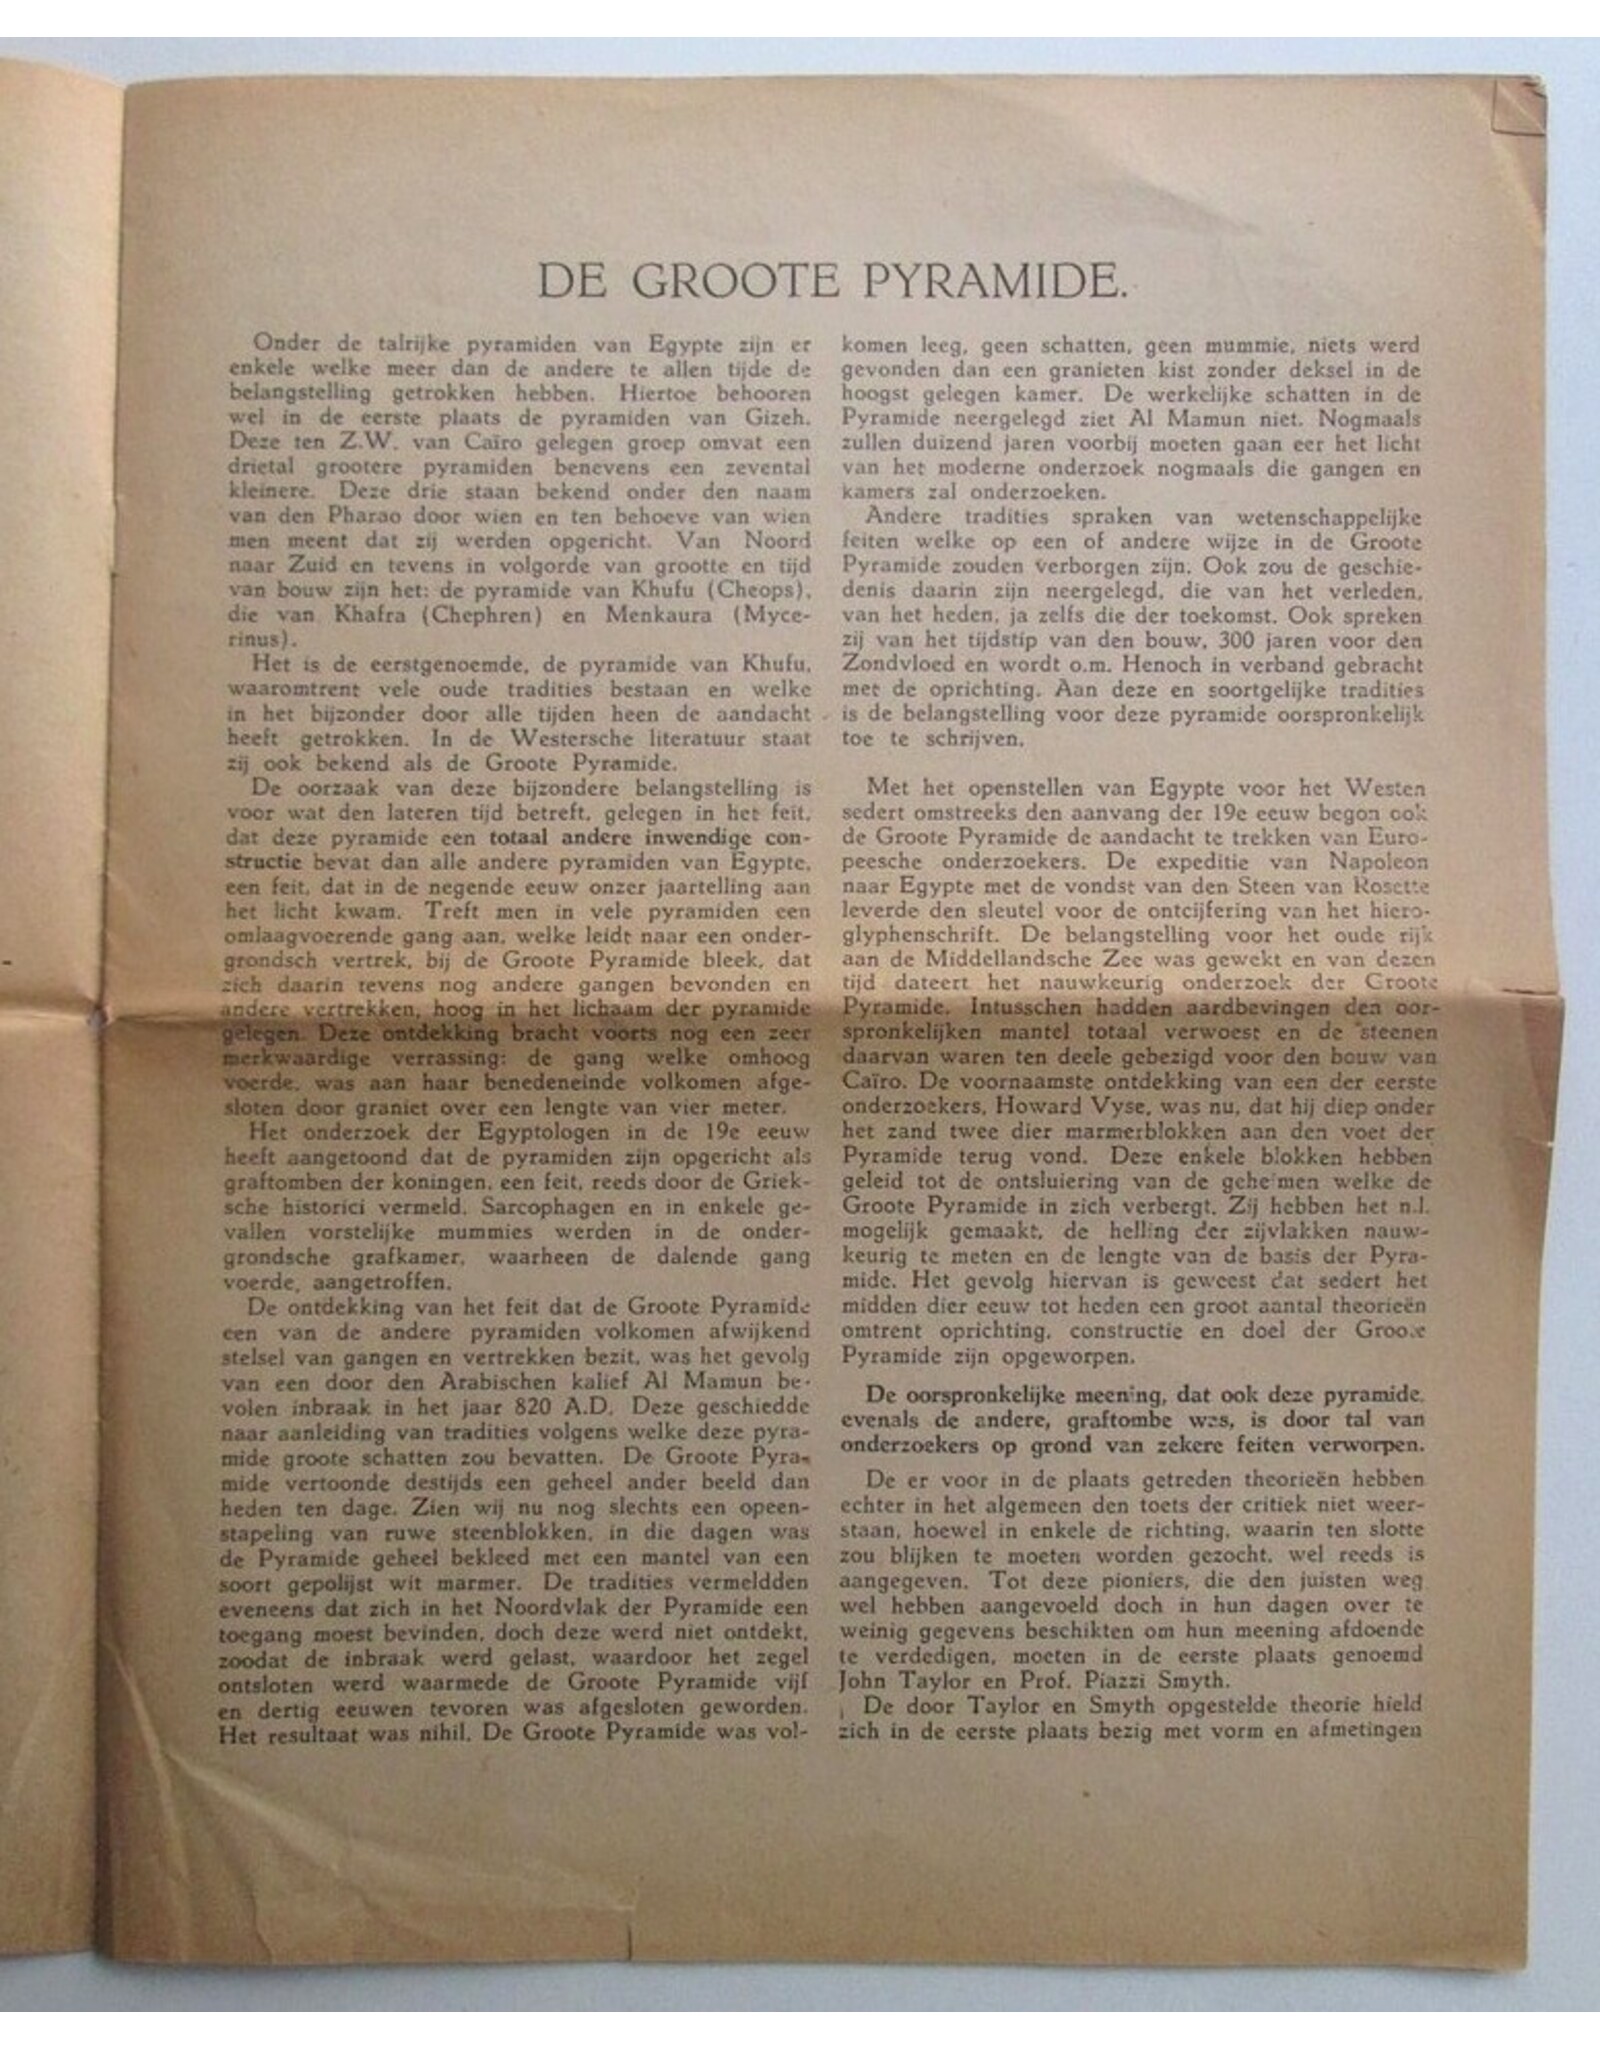 DE GROOTE PYRAMIDE.
Onder de talrijke pyramiden van Egypte zijn er
enkele welke meer dan de andere te allen tijde de
belangstelling getrokken hebben. Hiertoe behooren
wel in de eerste plaats de pyramiden van Gizeh.
Deze ten Z.W. van Caïro gelegen groep omvat een
drietal grootere pyramiden benevens een zevental
kleinere. Deze drie staan bekend onder den naam
van den Pharao door wien en ten behoeve van wien
men meent dat zij werden opgericht. Van Noord
naar Zuid en tevens in volgorde van grootte en tijd
van bouw zijn het: de pyramide van Khufu (Cheops),
die van Khafra (Chephren) en Menkaura (Myce-
rinus).
Het is de eerstgenoemde, de pyramide van Khufu,
waaromtrent vele oude tradities bestaan en welke
in het bijzonder door alle tijden heen de aandacht
heeft getrokken. In de Westersche literatuur staat
zij ook bekend als de Groote Pyramide.
De oorzaak van deze bijzondere belangstelling is
voor wat den lateren tijd betreft, gelegen in het feit,
dat deze pyramide een totaal andere inwendige con-
structie bevat dan alle andere pyramiden van Egypte,
een feit, dat in de negende eeuw onzer jaartelling aan
het licht kwam. Treft men in vele pyramiden een
omlaagvoerende gang aan, welke leidt naar een onder-
grondsch vertrek, bij de Groote Pyramide bleek, dat
zich daarin tevens nog andere gangen bevonden en
andere vertrekken, hoog in het lichaam der pyramide
gelegen. Deze ontdekking bracht voorts nog een zeer
merkwaardige verrassing: de gang welke omhoog
voerde, was aan haar benedeneinde volkomen afge-
sloten door graniet over een lengte van vier meter.
Het onderzoek der Egyptologen in de 19e eeuw
heeft aangetoond dat de pyramiden zijn opgericht als
graftomben der koningen, een feit, reeds door de Griek-
sche historici vermeld. Sarcophagen en in enkele ge-
vallen vorstelijke mummies werden in de onder-
grondsche grafkamer, waarheen de dalende gang
voerde, aangetroffen.
De ontdekking van het feit dat de Groote Pyramide
een van de andere pyramiden volkomen afwijkend
stelsel van gangen en vertrekken bezit, was het gevolg
van een door den Arabischen kalief Al Mamun be-
volen inbraak in het jaar 820 A.D. Deze geschiedde
naar aanleiding van tradities volgens welke deze pyra-
mide groote schatten zou bevatten. De Groote Pyra-
mide vertoonde destijds een geheel ander beeld dan
heden ten dage. Zien wij nu nog slechts een opeen-
stapeling van ruwe steenblokken, in die dagen was
de Pyramide geheel bekleed met een mantel van een
soort gepolijst wit marmer. De tradities vermeldden
eveneens dat zich in het Noordvlak der Pyramide een
toegang moest bevinden, doch deze werd niet ontdekt,
zoodat de inbraak werd gelast, waardoor het zegel
ontsloten werd waarmede de Groote Pyramide vijf
en dertig eeuwen tevoren was afgesloten geworden.
Het resultaat was nihil. De Groote Pyramide was vol-
komen leeg, geen schatten, geen mummie, niets werd
gevonden dan een granieten kist zonder deksel in de
hoogst gelegen kamer. De werkelijke schatten in de
Pyramide neergelegd ziet Al Mamun niet. Nogmaals
zullen duizend jaren voorbij moeten gaan eer het licht
van het moderne onderzoek nogmaals die gangen en
kamers zal onderzoeken.
Andere tradities spraken van wetenschappelijke
feiten welke op een of andere wijze in de Groote
Pyramide zouden verborgen zijn. Ook zou de geschie-
denis daarin zijn neergelegd, die van het verleden,
van het heden, ja zelfs die der toekomst. Ook spreken
zij van het tijdstip van den bouw, 300 jaren voor den
Zondvloed en wordt o.m. Henoch in verband gebracht
met de oprichting. Aan deze en soortgelijke tradities
is de belangstelling voor deze pyramide oorspronkelijk
toe te schrijven.
Met het openstellen van Egypte voor het Westen
sedert omstreeks den aanvang der 19e eeuw begon ook
de Groote Pyramide de aandacht te trekken van Euro-
peesche onderzoekers. De expeditie van Napoleon
naar Egypte met de vondst van den Steen van Rosette
leverde den sleutel voor de ontcijfering van het hiero-
glyphenschrift. De belangstelling voor het oude rijk
aan de Middellandsche Zee was gewekt en van dezen
tijd dateert het nauwkeurig onderzoek der Groote
Pyramide. Intusschen hadden aardbevingen den oor-
spronkelijken mantel totaal verwoest en de steenen
daarvan waren ten deele gebezigd voor den bouw van
Caïro. De voornaamste ontdekking van een der eerste
onderzoekers, Howard Vyse, was nu, dat hij diep onder
het zand twee dier marmerblokken aan den voet der
Pyramide terug vond. Deze enkele blokken hebben
geleid tot de ontsluiering van de geheimen welke de
Groote Pyramide in zich verbergt. Zij hebben het n.l.
mogelijk gemaakt, de helling der zijvlakken nauw-
keurig te meten en de lengte van de basis der Pyra-
mide. Het gevolg hiervan is geweest dat sedert het
midden dier eeuw tot heden een groot aantal theorieën
omtrent oprichting, constructie en doel der Groote
Pyramide zijn opgeworpen.
De oorspronkelijke meening, dat ook deze pyramide,
evenals de andere, graftombe was, is door tal van
onderzoekers op grond van zekere feiten verworpen.
De er voor in de plaats getreden theorieën hebben
echter in het algemeen den toets der critiek niet weer-
staan, hoewel in enkele de richting, waarin ten slotte
zou blijken te moeten worden gezocht, wel reeds is
aangegeven. Tot deze pioniers, die den juisten weg
wel hebben aangevoeld doch in hun dagen over te
weinig gegevens beschikten om hun meening afdoende
te verdedigen, moeten in de eerste plaats genoemd
John Taylor en Prof. Piazzi Smyth.
De door Taylor en Smyth opgestelde theorie hield
zich in de eerste plaats bezig met vorm en afmetingen